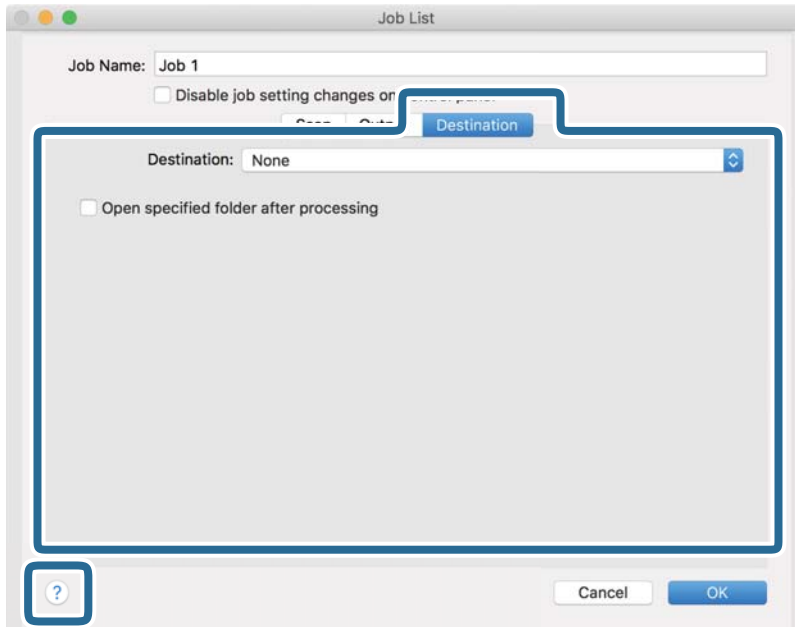 Job List
Job Name: Job 1
Disable job setting changes on
Destination
Destination: None
Open specified folder after processing
?
Cancel OK